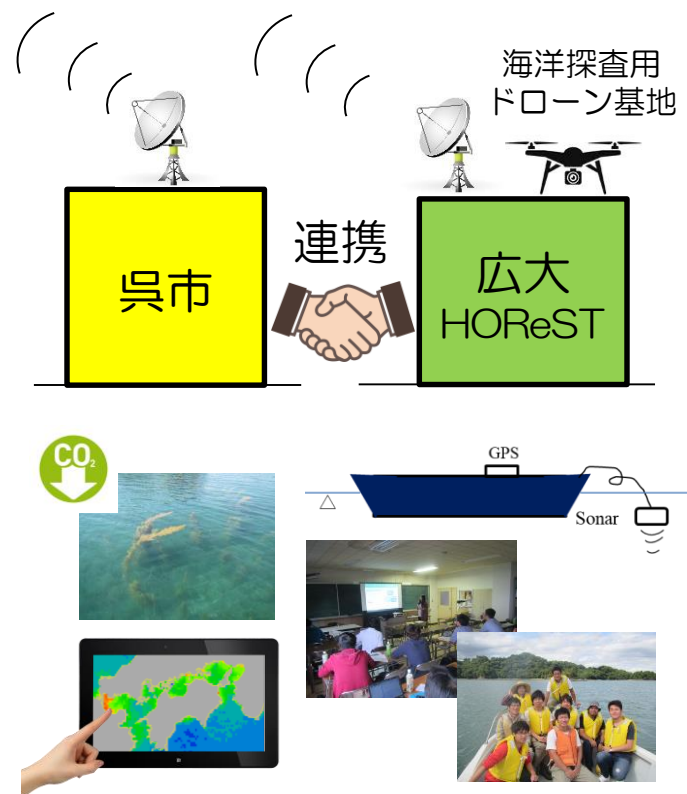 海洋探査用
ドローン基地
連携
呉市
広大
HOReST
CO₂
GPS
Sonar